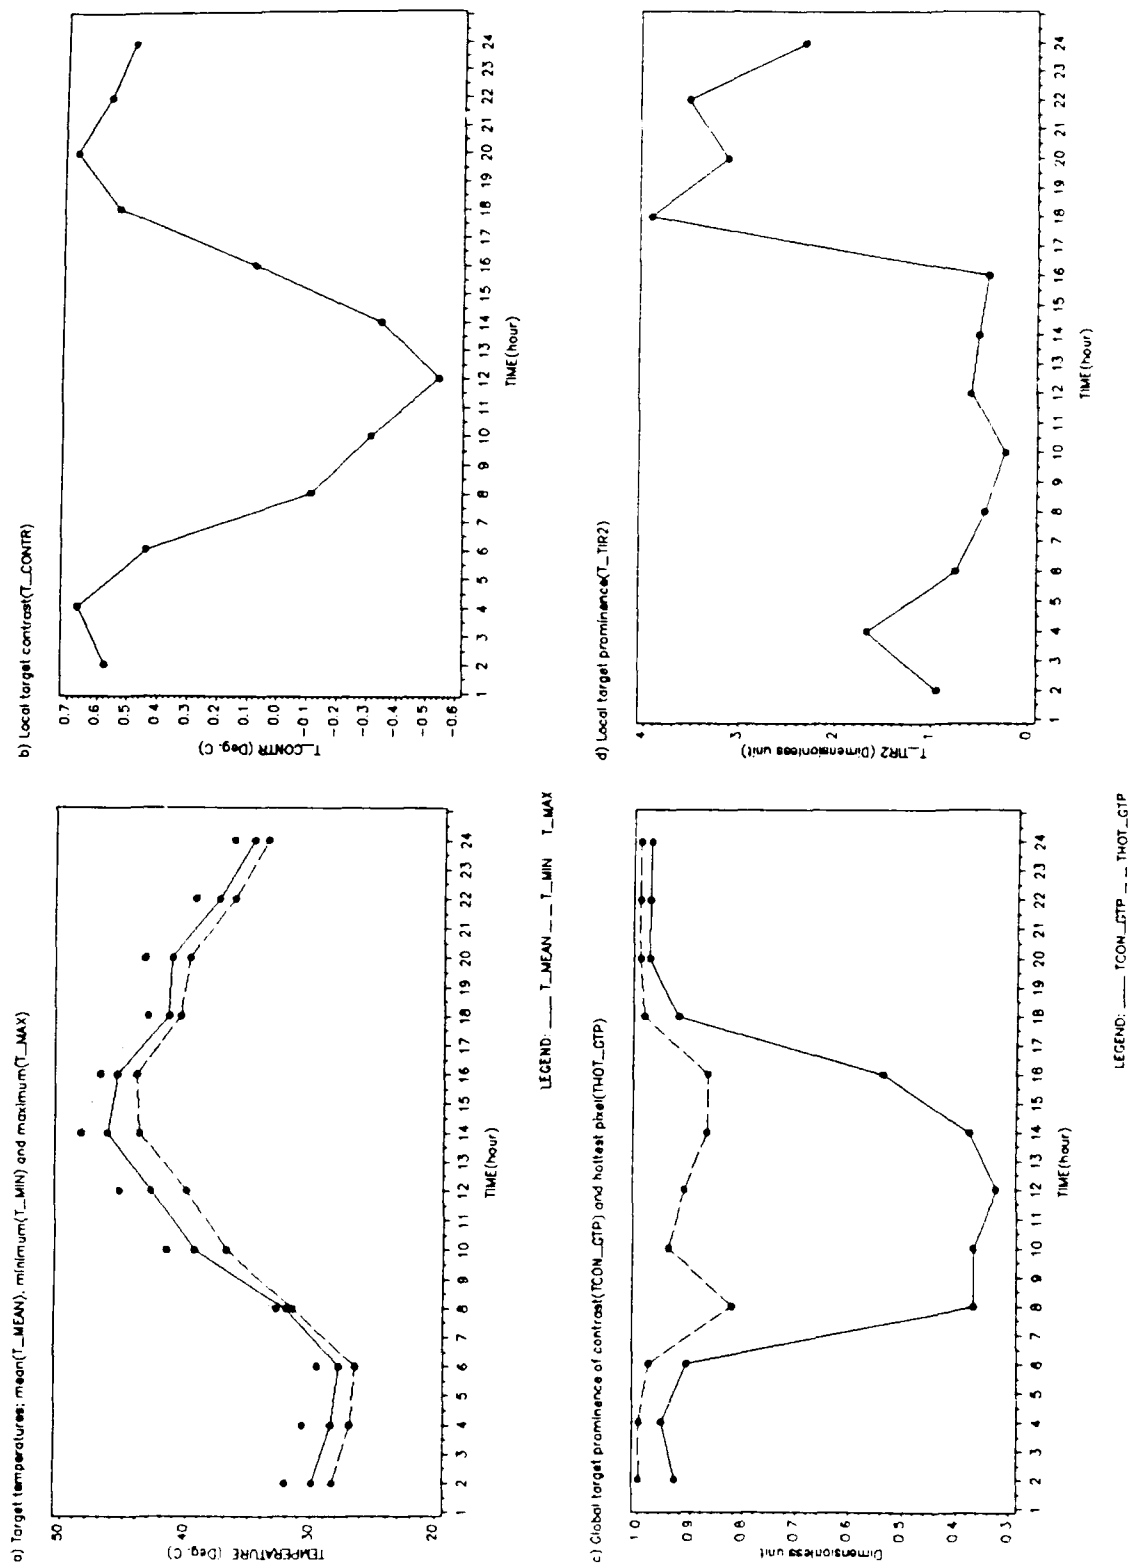 a) Target temperatures; mean(T_MEAN), minimum(T_MIN) and maximum(T_MAX)
TEMPERATURE (Deg. C)
50
40
30
20
1 2 3 4 5 6 7 8 9 10 11 12 13 14 15 16 17 18 19 20 21 22 23 24
TIME(hour)
LEGEND: ___ T_MEAN _ _ T_MIN T_MAX
b) Local target contrast(T_CONTR)
T_CONTR (Deg. C)
0.7
0.6
0.5
0.4
0.3
0.2
0.1
0.0
-0.1
-0.2
-0.3
-0.4
-0.5
-0.6
1 2 3 4 5 6 7 8 9 10 11 12 13 14 15 16 17 18 19 20 21 22 23 24
TIME(hour)
c) Global target prominence of contrast(TCON_GTP) and hottest pixel(THOT_GTP)
Dimensionless unit
1.0
0.9
0.8
0.7
0.6
0.5
0.4
0.3
1 2 3 4 5 6 7 8 9 10 11 12 13 14 15 16 17 18 19 20 21 22 23 24
TIME(hour)
LEGEND: ___ TCON_GTP _ _ THOT_GTP
d) Local target prominence(T_TIR2)
T_TIR2 (Dimensionless unit)
4
3
2
1
0
1 2 3 4 5 6 7 8 9 10 11 12 13 14 15 16 17 18 19 20 21 22 23 24
TIME(hour)